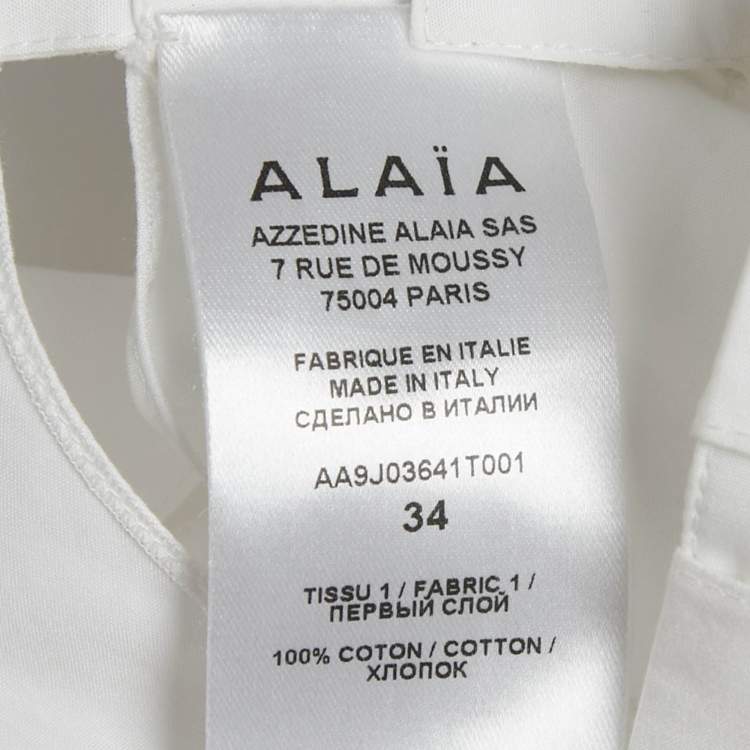 ALAÏA
AZZEDINE ALAIA SAS
7 RUE DE MOUSSY
75004 PARIS
FABRIQUE EN ITALIE
MADE IN ITALY
СДЕЛАНО В ИТАЛИИ
AA9J03641T001
34
TISSU 1 / FABRIC 1 /
ПЕРВЫЙ СЛОЙ
100% COTON / COTTON /
ХЛОПОК